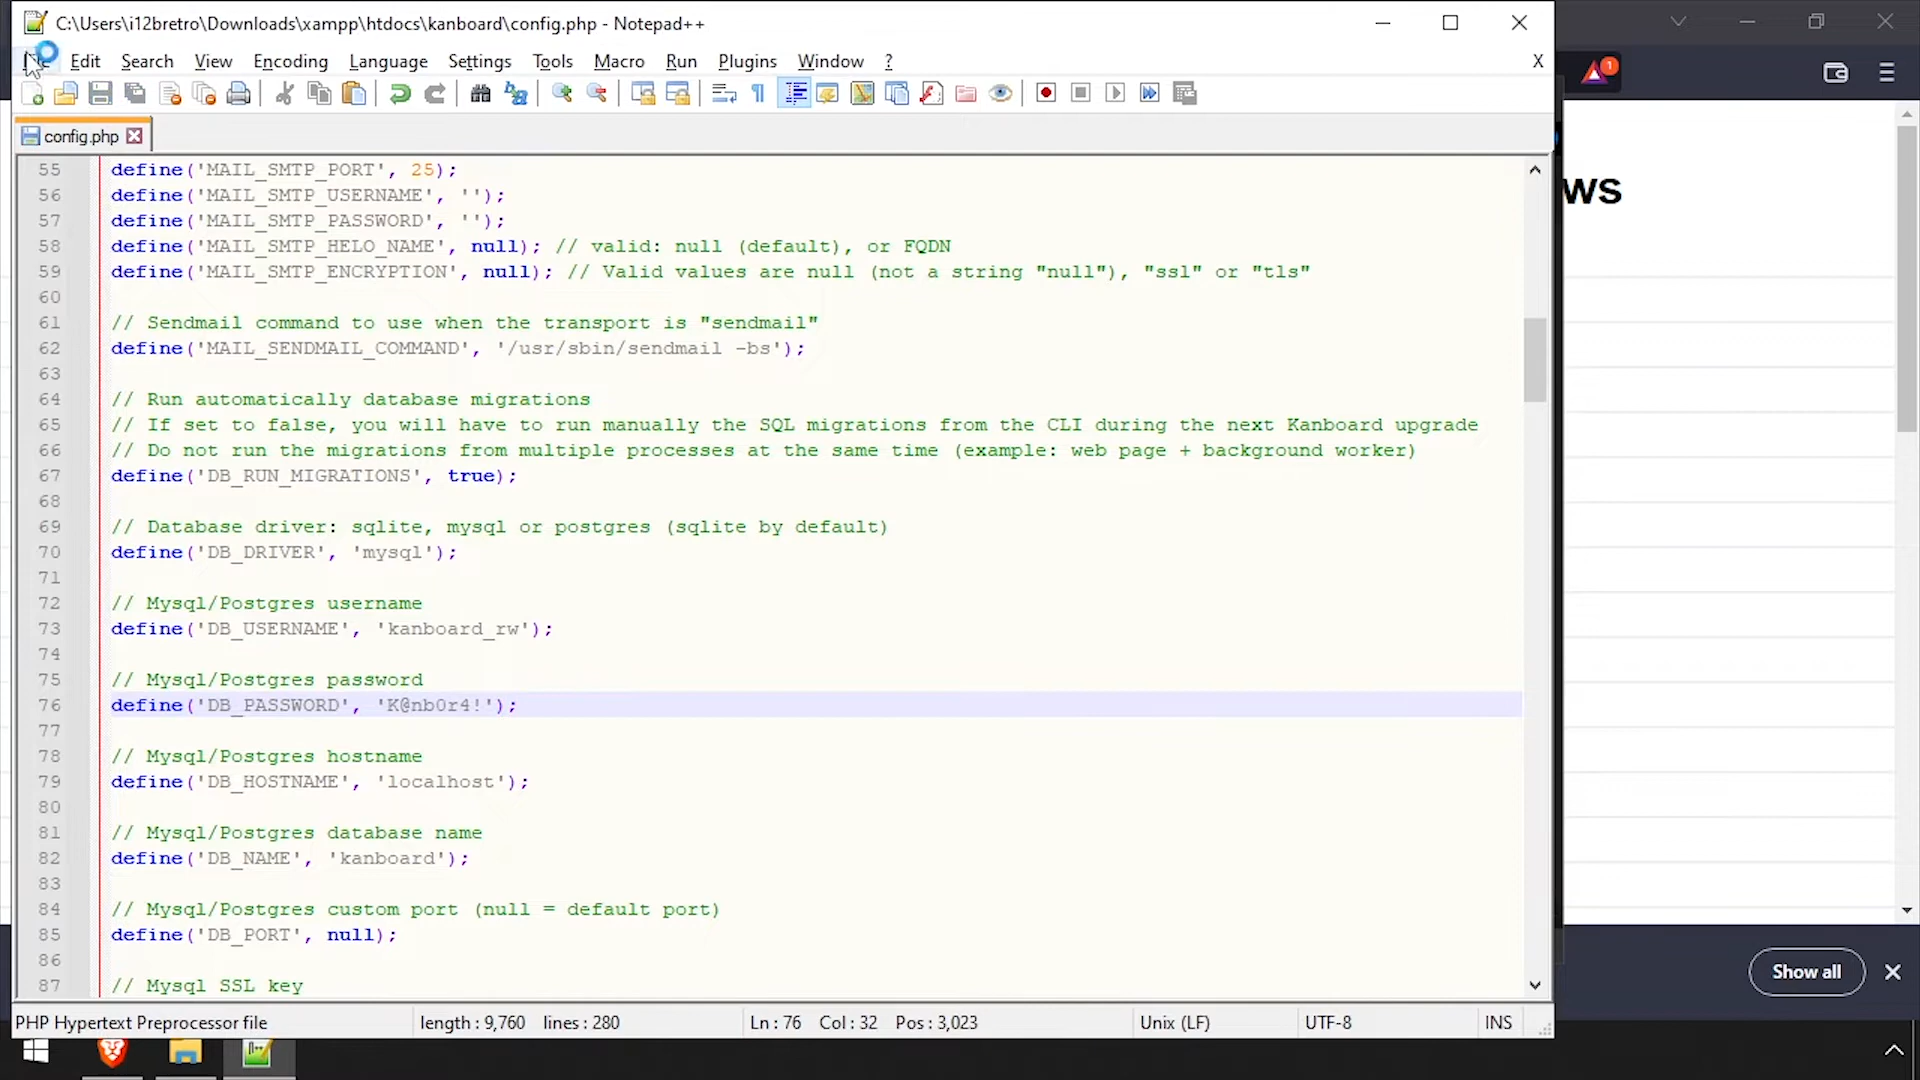 C:\Users\i12bretro\Downloads\xampp\htdocs\kanboard\config.php - Notepad++
Edit Search View Encoding Language Settings Tools Macro Run Plugins Window ? X
1
config.php
55 define('MAIL_SMTP_PORT', 25);
56 define('MAIL_SMTP_USERNAME', '');
57 define('MAIL_SMTP_PASSWORD', '');
58 define('MAIL_SMTP_HELO_NAME', null); // valid: null (default), or FQDN
59 define('MAIL_SMTP_ENCRYPTION', null); // Valid values are null (not a string "null"), "ssl" or "tls"
60
61 // Sendmail command to use when the transport is "sendmail"
62 define('MAIL_SENDMAIL_COMMAND', '/usr/sbin/sendmail -bs');
63
64 // Run automatically database migrations
65 // If set to false, you will have to run manually the SQL migrations from the CLI during the next Kanboard upgrade
66 // Do not run the migrations from multiple processes at the same time (example: web page + background worker)
67 define('DB_RUN_MIGRATIONS', true);
68
69 // Database driver: sqlite, mysql or postgres (sqlite by default)
70 define('DB_DRIVER', 'mysql');
71
72 // Mysql/Postgres username
73 define('DB_USERNAME', 'kanboard_rw');
74
75 // Mysql/Postgres password
76 define('DB_PASSWORD', 'K@nb0r4!');
77
78 // Mysql/Postgres hostname
79 define('DB_HOSTNAME', 'localhost');
80
81 // Mysql/Postgres database name
82 define('DB_NAME', 'kanboard');
83
84 // Mysql/Postgres custom port (null = default port)
85 define('DB_PORT', null);
86
87 // Mysql SSL key
PHP Hypertext Preprocessor file length : 9,760 lines : 280 Ln : 76 Col : 32 Pos : 3,023 Unix (LF) UTF-8 INS
ws
Show all